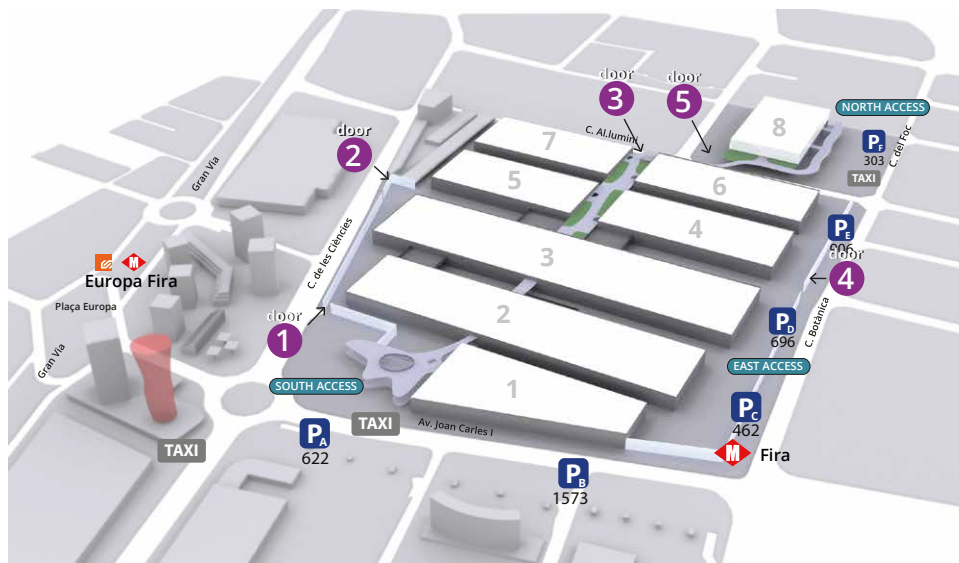 door
3
door
5
NORTH ACCESS
8
C. del Foc
P F
303
TAXI
door
2
7
C. Al.lumini
5
6
Gran Via
4
P E
door
4
C. de les Ciències
3
M
Europa Fira
Plaça Europa
door
1
2
P D
696
C. Botànica
EAST ACCESS
Gran Via
SOUTH ACCESS
1
P C
462
TAXI
P A
622
TAXI
Av. Joan Carles I
M Fira
P B
1573